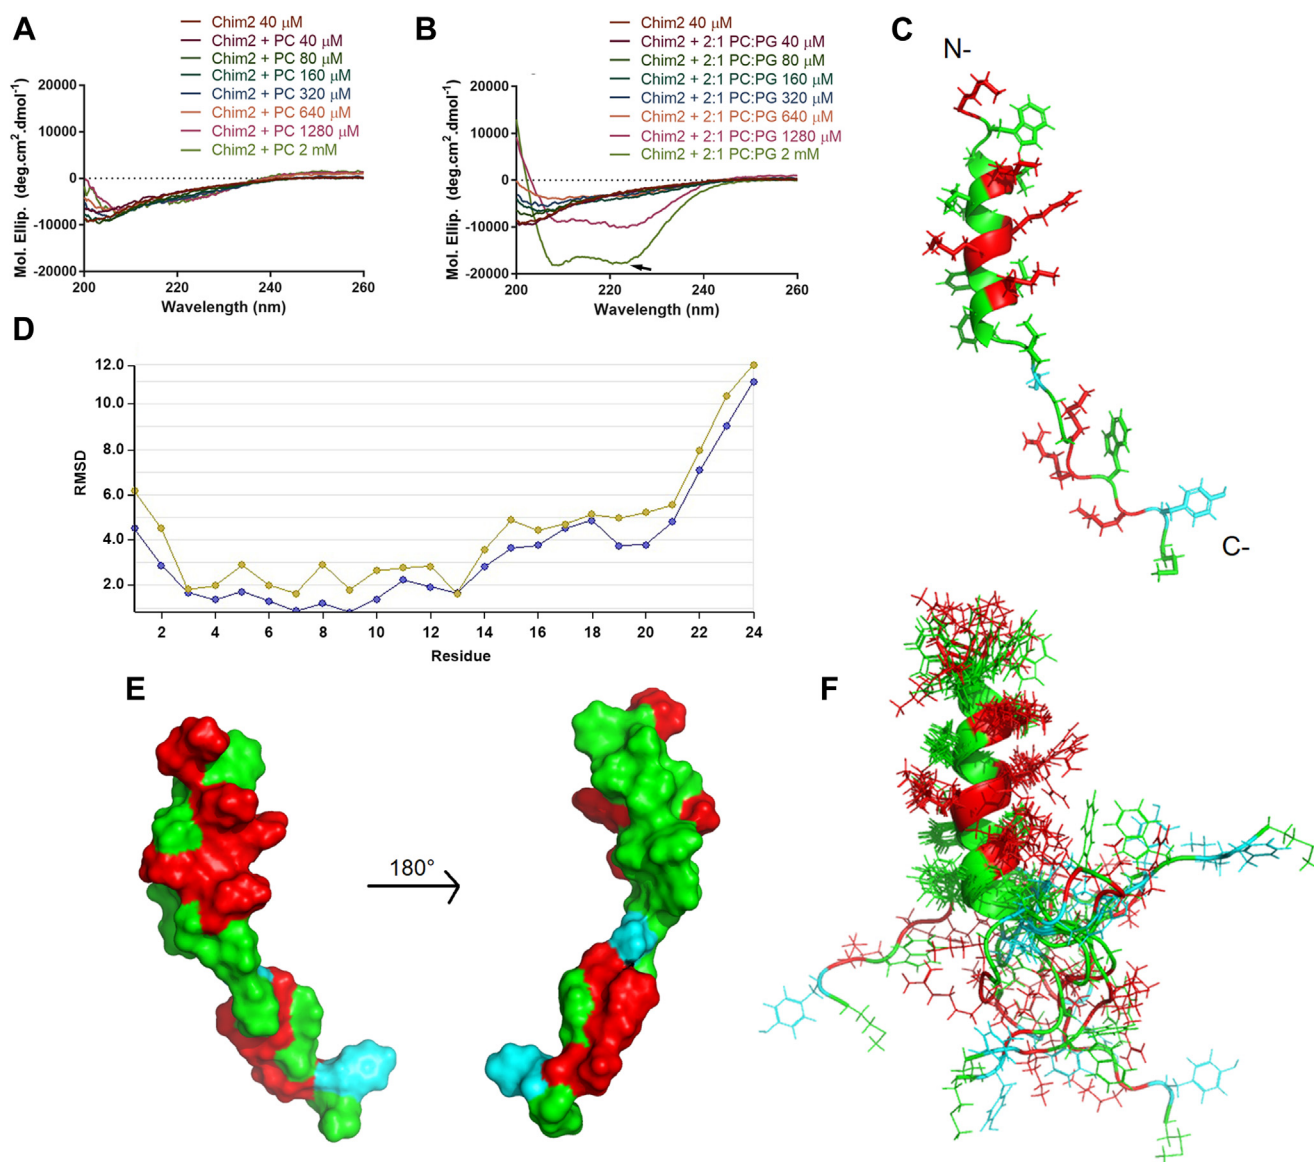 A
Chim2 40 μM
Chim2 + PC 40 μM
Chim2 + PC 80 μM
Chim2 + PC 160 μM
Chim2 + PC 320 μM
Chim2 + PC 640 μM
Chim2 + PC 1280 μM
Chim2 + PC 2 mM
Mol. Ellip. (deg.cm².dmol⁻¹)
20000
10000
0
-10000
-20000
200
220
240
260
Wavelength (nm)
B
Chim2 40 μM
Chim2 + 2:1 PC:PG 40 μM
Chim2 + 2:1 PC:PG 80 μM
Chim2 + 2:1 PC:PG 160 μM
Chim2 + 2:1 PC:PG 320 μM
Chim2 + 2:1 PC:PG 640 μM
Chim2 + 2:1 PC:PG 1280 μM
Chim2 + 2:1 PC:PG 2 mM
Mol. Ellip. (deg.cm².dmol⁻¹)
20000
10000
0
-10000
-20000
200
220
240
260
Wavelength (nm)
C
N-
C-
D
RMSD
12.0
10.0
8.0
6.0
4.0
2.0
2
4
6
8
10
12
14
16
18
20
22
24
Residue
E
180°
F